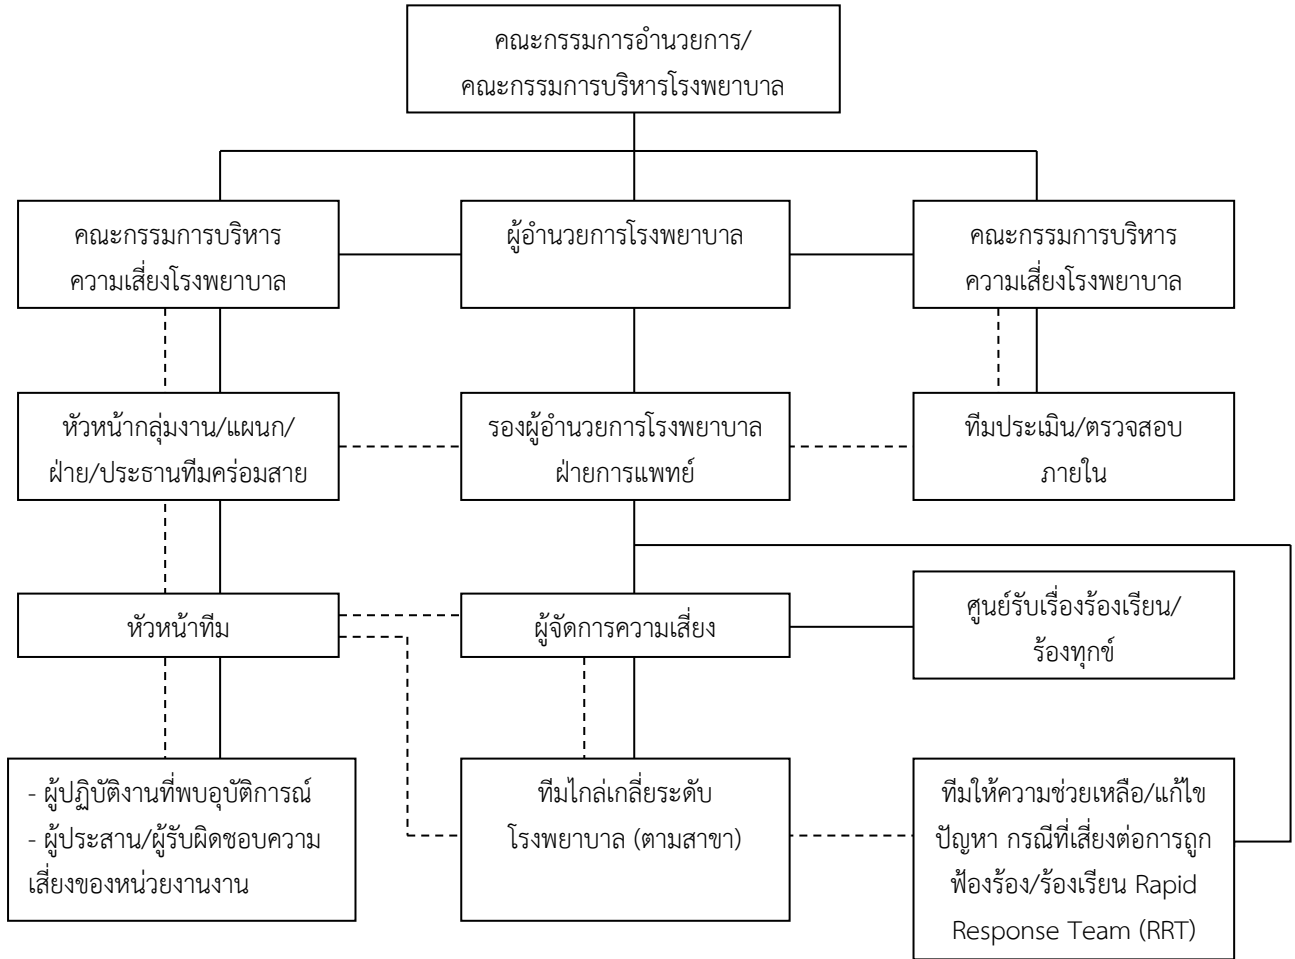 คณะกรรมการอำนวยการ/
คณะกรรมการบริหารโรงพยาบาล
คณะกรรมการบริหาร
ความเสี่ยงโรงพยาบาล
ผู้อำนวยการโรงพยาบาล
คณะกรรมการบริหาร
ความเสี่ยงโรงพยาบาล
หัวหน้ากลุ่มงาน/แผนก/
ฝ่าย/ประธานทีมคร่อมสาย
รองผู้อำนวยการโรงพยาบาล
ฝ่ายการแพทย์
ทีมประเมิน/ตรวจสอบ
ภายใน
หัวหน้าทีม
ผู้จัดการความเสี่ยง
ศูนย์รับเรื่องร้องเรียน/
ร้องทุกข์
- ผู้ปฏิบัติงานที่พบอุบัติการณ์
- ผู้ประสาน/ผู้รับผิดชอบความ
เสี่ยงของหน่วยงานงาน
ทีมไกล่เกลี่ยระดับ
โรงพยาบาล (ตามสาขา)
ทีมให้ความช่วยเหลือ/แก้ไข
ปัญหา กรณีที่เสี่ยงต่อการถูก
ฟ้องร้อง/ร้องเรียน Rapid
Response Team (RRT)